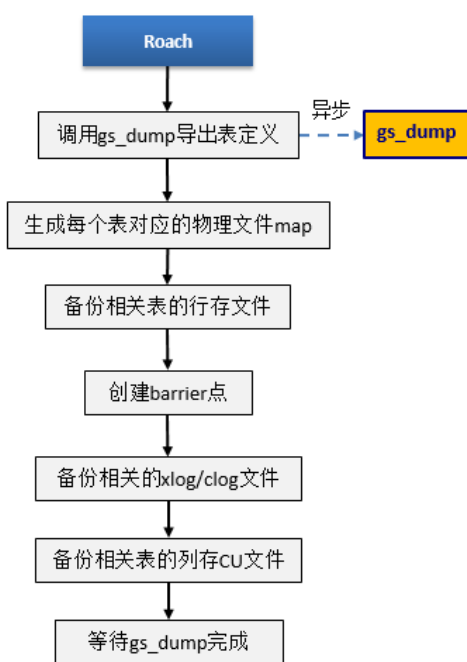 Roach
调用gs_dump导出表定义
异步
gs_dump
生成每个表对应的物理文件map
备份相关表的行存文件
创建barrier点
备份相关的xlog/clog文件
备份相关表的列存CU文件
等待gs_dump完成